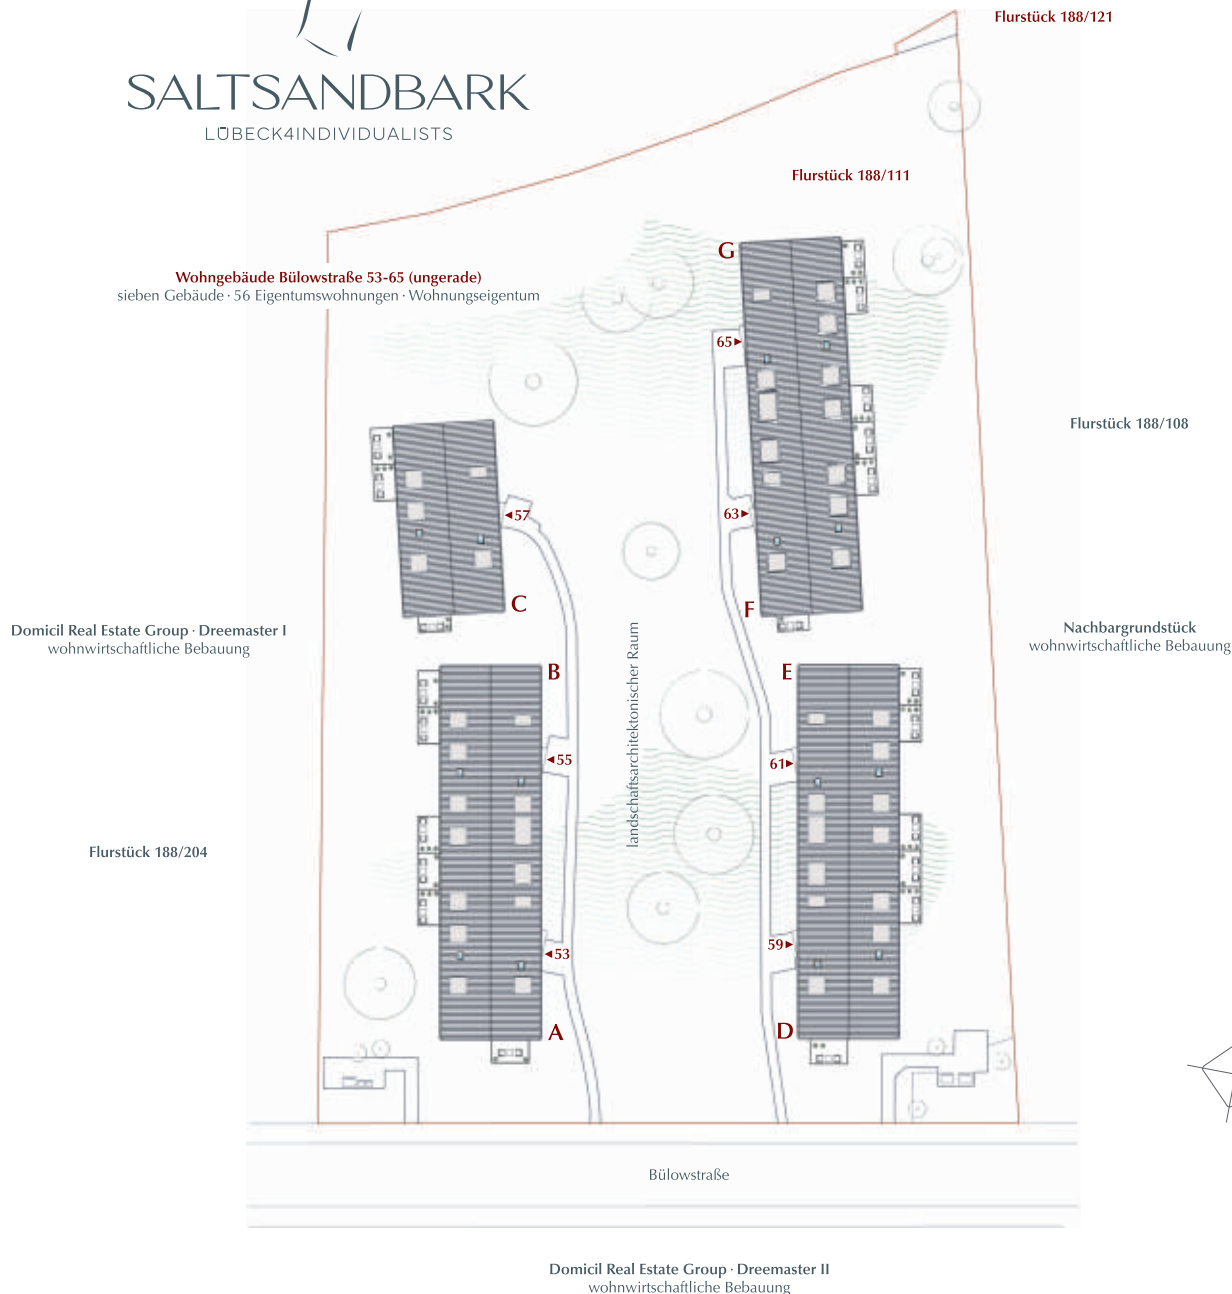 Flurstück 188/121
SALTSANDBARK
LÜBECK4INDIVIDUALISTS
Flurstück 188/111
G
Wohngebäude Bülowstraße 53-65 (ungerade)
sieben Gebäude · 56 Eigentumswohnungen · Wohnungseigentum
65
Flurstück 188/108
57
63
C
F
Domicil Real Estate Group · Dreemaster I
wohnwirtschaftliche Bebauung
Nachbargrundstück
wohnwirtschaftliche Bebauung
landschaftsarchitektonischer Raum
B
E
55
61
Flurstück 188/204
53
59
A
D
Bülowstraße
Domicil Real Estate Group · Dreemaster II
wohnwirtschaftliche Bebauung